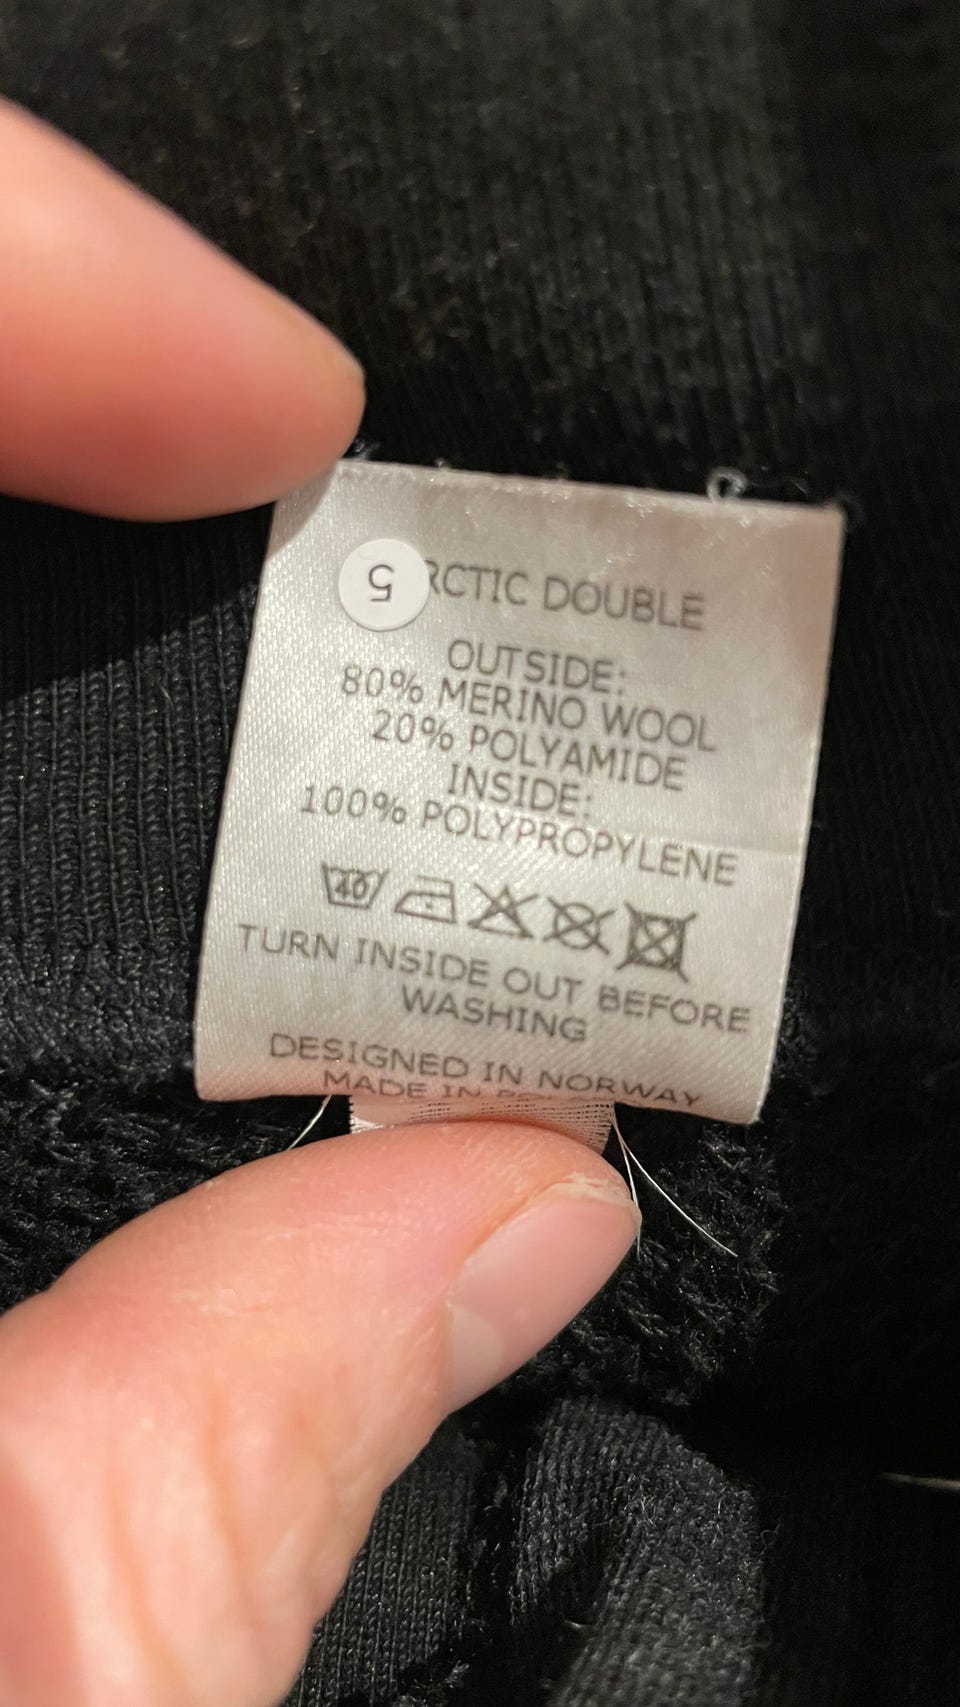 5
RCTIC DOUBLE
OUTSIDE:
80% MERINO WOOL
20% POLYAMIDE
INSIDE:
100% POLYPROPYLENE
40
TURN INSIDE OUT BEFORE
WASHING
DESIGNED IN NORWAY
MADE IN